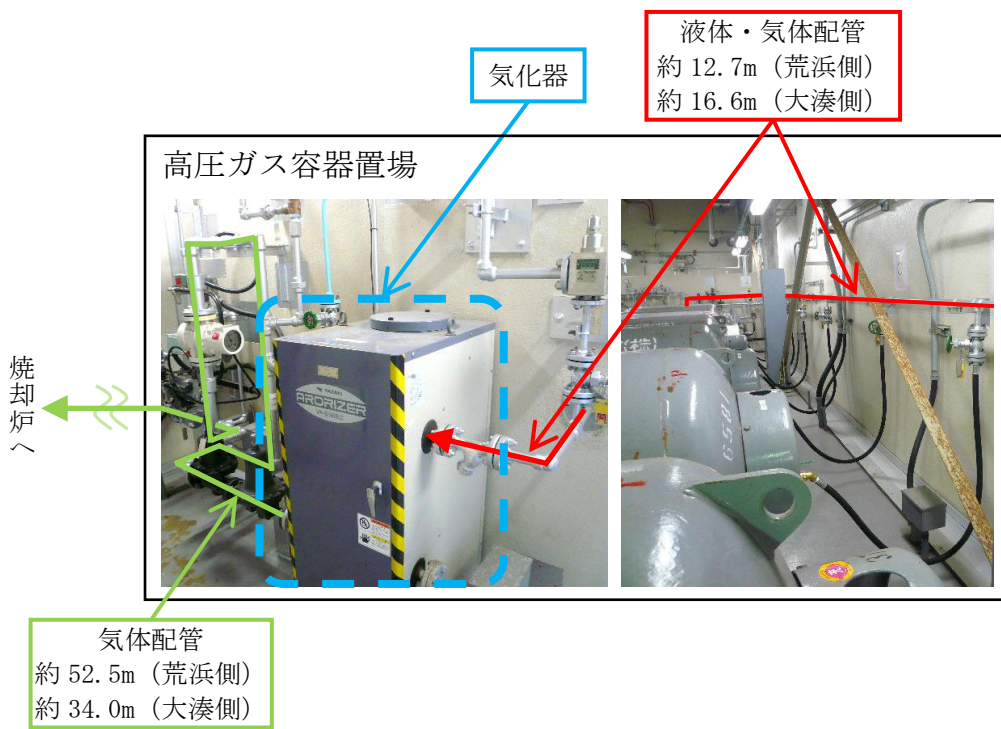 液体・気体配管
約 12.7m（荒浜側）
約 16.6m（大湊側）
気化器
高圧ガス容器置場
ARORIZER
焼却炉へ
気体配管
約 52.5m（荒浜側）
約 34.0m（大湊側）